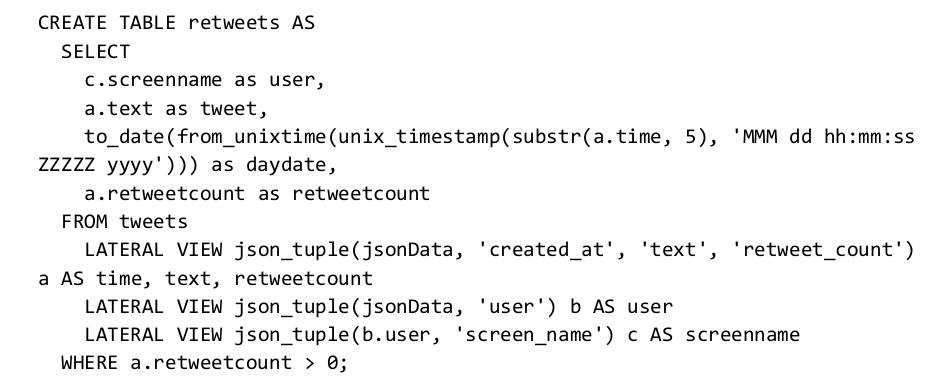 CREATE TABLE retweets AS
  SELECT
    c.screenname as user,
    a.text as tweet,
    to_date(from_unixtime(unix_timestamp(substr(a.time, 5), 'MMM dd hh:mm:ss
ZZZZZ yyyy'))) as daydate,
    a.retweetcount as retweetcount
  FROM tweets
    LATERAL VIEW json_tuple(jsonData, 'created_at', 'text', 'retweet_count')
a AS time, text, retweetcount
    LATERAL VIEW json_tuple(jsonData, 'user') b AS user
    LATERAL VIEW json_tuple(b.user, 'screen_name') c AS screenname
  WHERE a.retweetcount > 0;